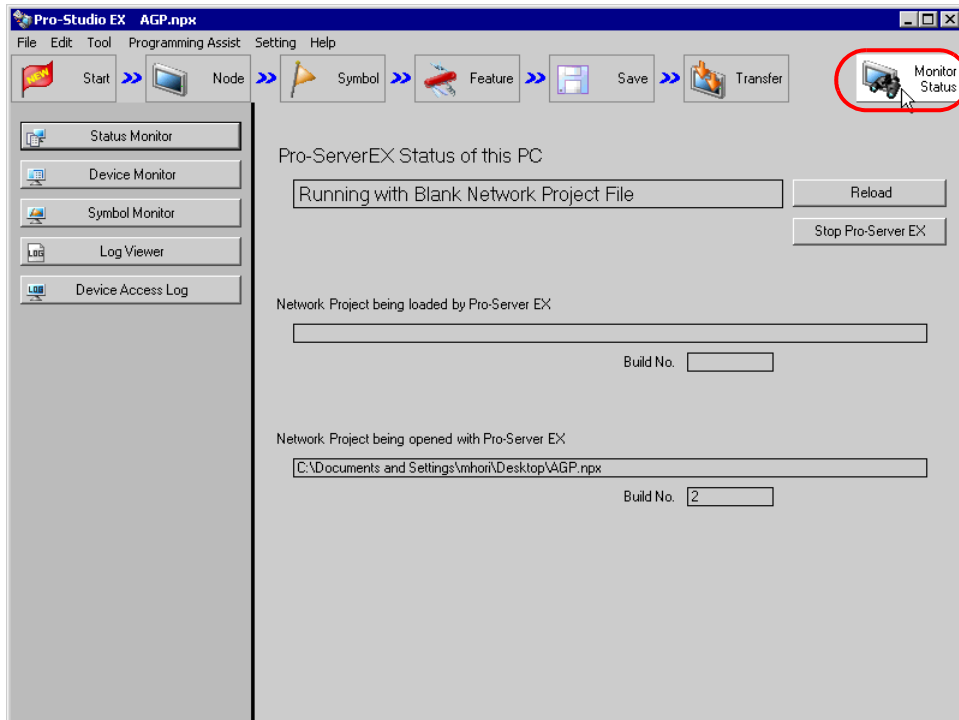 Pro-Studio EX AGP.npx
File Edit Tool Programming Assist Setting Help
NEW Start Node Symbol Feature Save Transfer Monitor Status
Status Monitor
Device Monitor
Symbol Monitor
LOG Log Viewer
LOG Device Access Log
Pro-ServerEX Status of this PC
Running with Blank Network Project File
Reload
Stop Pro-Server EX
Network Project being loaded by Pro-Server EX
Build No.
Network Project being opened with Pro-Server EX
C:\Documents and Settings\mhori\Desktop\AGP.npx
Build No. 2